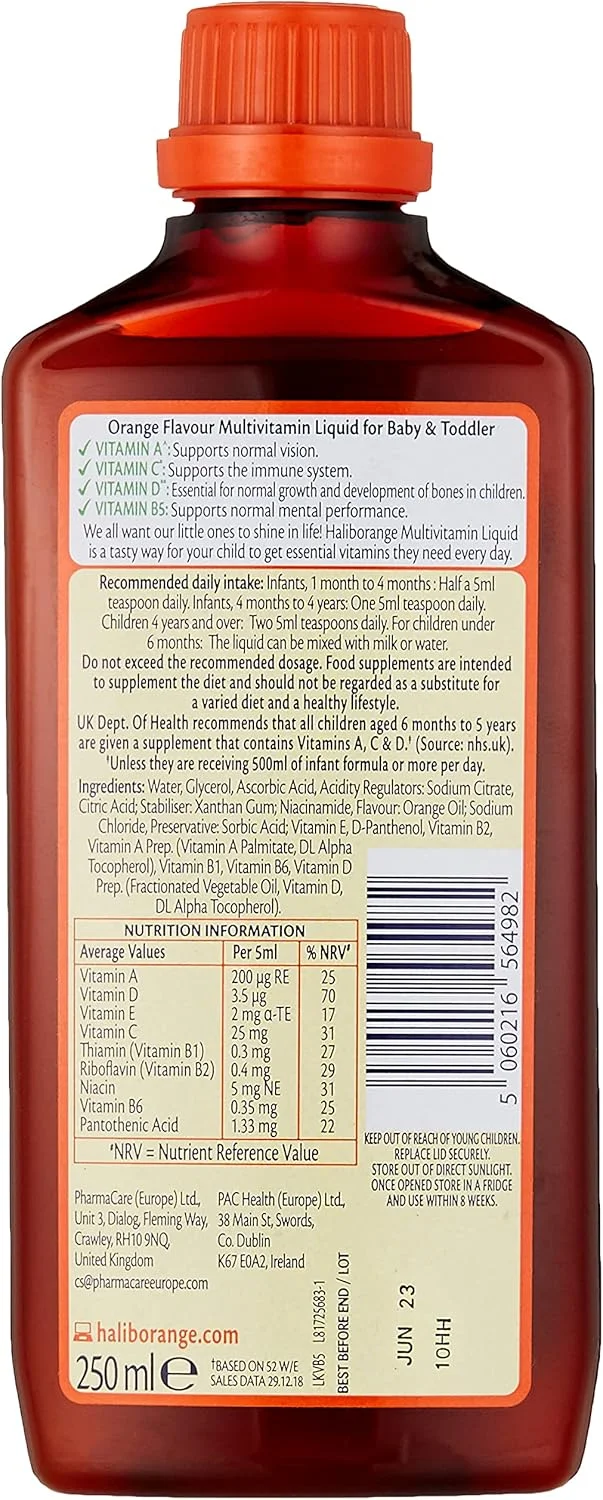 Orange Flavour Multivitamin Liquid for Baby & Toddler
✓ VITAMIN A^: Supports normal vision.
✓ VITAMIN C*: Supports the immune system.
✓ VITAMIN D**: Essential for normal growth and development of bones in children.
✓ VITAMIN B5: Supports normal mental performance.
We all want our little ones to shine in life! Haliborange Multivitamin Liquid
is a tasty way for your child to get essential vitamins they need every day.
Recommended daily intake: Infants, 1 month to 4 months : Half a 5ml
teaspoon daily. Infants, 4 months to 4 years: One 5ml teaspoon daily.
Children 4 years and over: Two 5ml teaspoons daily. For children under
6 months: The liquid can be mixed with milk or water.
Do not exceed the recommended dosage. Food supplements are intended
to supplement the diet and should not be regarded as a substitute for
a varied diet and a healthy lifestyle.
UK Dept. Of Health recommends that all children aged 6 months to 5 years
are given a supplement that contains Vitamins A, C & D.¹ (Source: nhs.uk).
¹Unless they are receiving 500ml of infant formula or more per day.
Ingredients: Water, Glycerol, Ascorbic Acid, Acidity Regulators: Sodium Citrate,
Citric Acid; Stabiliser: Xanthan Gum; Niacinamide, Flavour: Orange Oil; Sodium
Chloride, Preservative: Sorbic Acid; Vitamin E, D-Panthenol, Vitamin B2,
Vitamin A Prep. (Vitamin A Palmitate, DL Alpha
Tocopherol), Vitamin B1, Vitamin B6, Vitamin D
Prep. (Fractionated Vegetable Oil, Vitamin D,
DL Alpha Tocopherol).
NUTRITION INFORMATION
Average Values Per 5ml % NRV#
Vitamin A 200 µg RE 25
Vitamin D 3.5 µg 70
Vitamin E 2 mg α-TE 17
Vitamin C 25 mg 31
Thiamin (Vitamin B1) 0.3 mg 27
Riboflavin (Vitamin B2) 0.4 mg 29
Niacin 5 mg NE 31
Vitamin B6 0.35 mg 25
Pantothenic Acid 1.33 mg 22
#NRV = Nutrient Reference Value
5 060216 564982
KEEP OUT OF REACH OF YOUNG CHILDREN.
REPLACE LID SECURELY.
STORE OUT OF DIRECT SUNLIGHT.
ONCE OPENED STORE IN A FRIDGE
AND USE WITHIN 8 WEEKS.
PharmaCare (Europe) Ltd.,
Unit 3, Dialog, Fleming Way,
Crawley, RH10 9NQ,
United Kingdom
cs@pharmacareeurope.com
PAC Health (Europe) Ltd.,
38 Main St, Swords,
Co. Dublin
K67 E0A2, Ireland
haliborange.com
250 ml ℮
†BASED ON 52 W/E
SALES DATA 29.12.18
LKVB5 L81725683-1
BEST BEFORE END / LOT
JUN 23
10HH